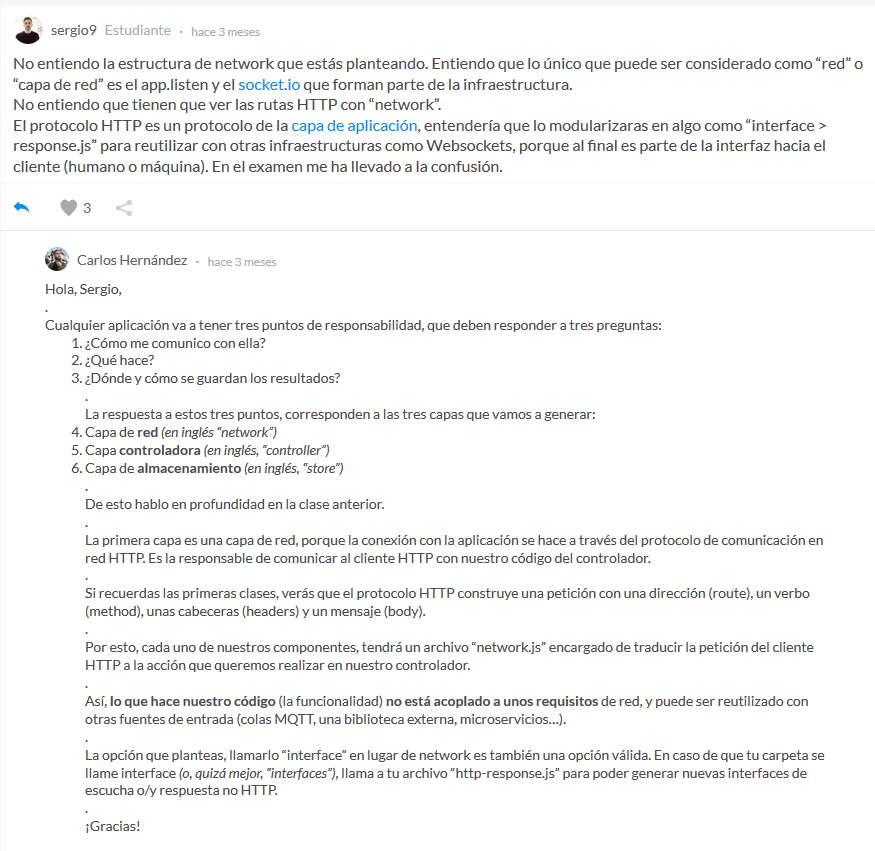 sergio9 Estudiante · hace 3 meses
No entiendo la estructura de network que estás planteando. Entiendo que lo único que puede ser considerado como “red” o
“capa de red” es el app.listen y el socket.io que forman parte de la infraestructura.
No entiendo que tienen que ver las rutas HTTP con “network”.
El protocolo HTTP es un protocolo de la capa de aplicación, entendería que lo modularizaras en algo como “interface >
response.js” para reutilizar con otras infraestructuras como Websockets, porque al final es parte de la interfaz hacia el
cliente (humano o máquina). En el examen me ha llevado a la confusión.
3
Carlos Hernández · hace 3 meses
Hola, Sergio,
.
Cualquier aplicación va a tener tres puntos de responsabilidad, que deben responder a tres preguntas:
1. ¿Cómo me comunico con ella?
2. ¿Qué hace?
3. ¿Dónde y cómo se guardan los resultados?
.
La respuesta a estos tres puntos, corresponden a las tres capas que vamos a generar:
4. Capa de red (en inglés “network”)
5. Capa controladora (en inglés, “controller”)
6. Capa de almacenamiento (en inglés, “store”)
.
De esto hablo en profundidad en la clase anterior.
.
La primera capa es una capa de red, porque la conexión con la aplicación se hace a través del protocolo de comunicación en
red HTTP. Es la responsable de comunicar al cliente HTTP con nuestro código del controlador.
.
Si recuerdas las primeras clases, verás que el protocolo HTTP construye una petición con una dirección (route), un verbo
(method), unas cabeceras (headers) y un mensaje (body).
.
Por esto, cada uno de nuestros componentes, tendrá un archivo “network.js” encargado de traducir la petición del cliente
HTTP a la acción que queremos realizar en nuestro controlador.
.
Así, lo que hace nuestro código (la funcionalidad) no está acoplado a unos requisitos de red, y puede ser reutilizado con
otras fuentes de entrada (colas MQTT, una biblioteca externa, microservicios…).
.
La opción que planteas, llamarlo “interface” en lugar de network es también una opción válida. En caso de que tu carpeta se
llame interface (o, quizá mejor, “interfaces”), llama a tu archivo “http-response.js” para poder generar nuevas interfaces de
escucha o/y respuesta no HTTP.
.
¡Gracias!